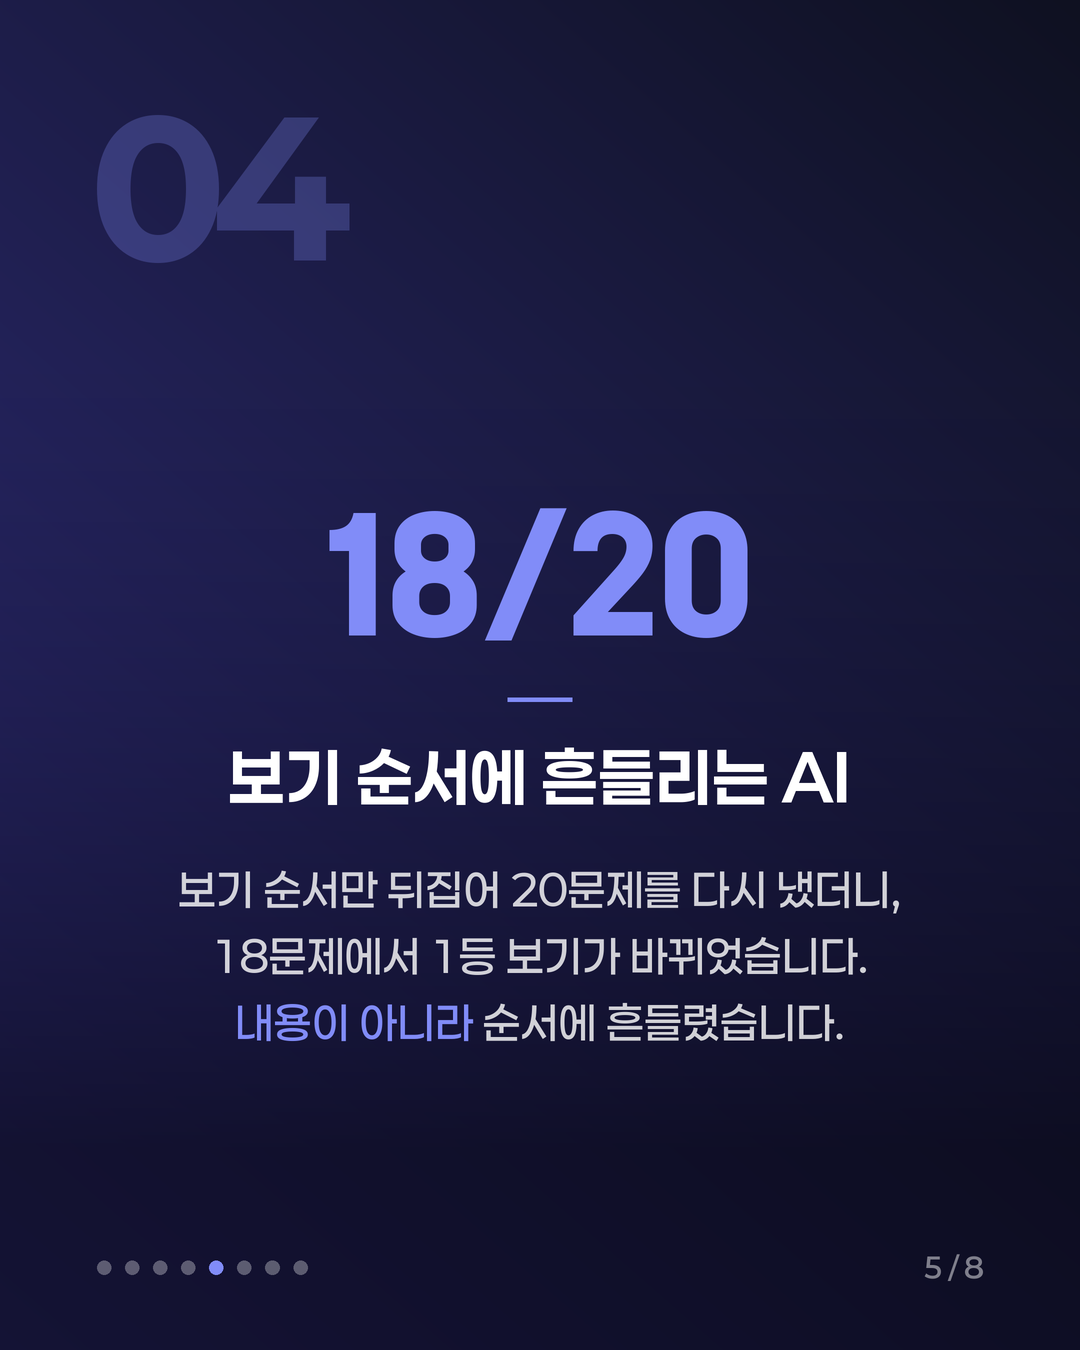 04
18/20
보기 순서에 흔들리는 AI
보기 순서만 뒤집어 20문제를 다시 냈더니,
18문제에서 1등 보기가 바뀌었습니다.
내용이 아니라 순서에 흔들렸습니다.
5/8